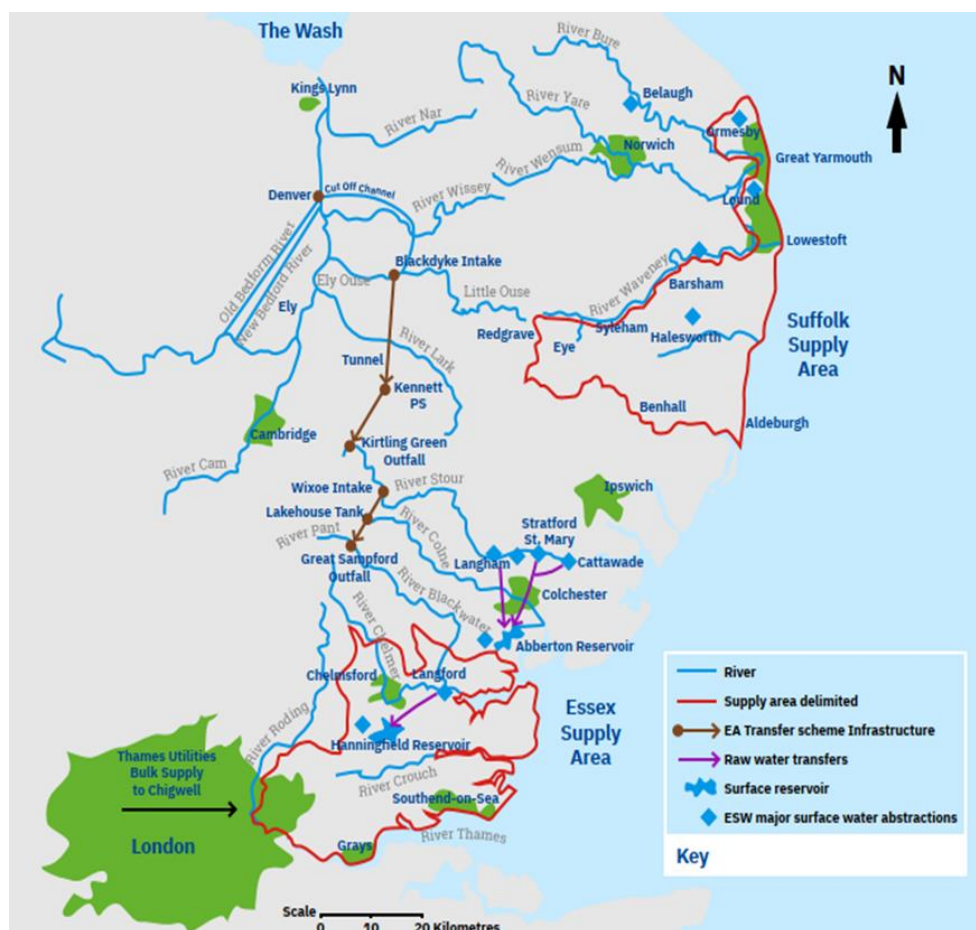 The Wash
River Bure
N
Kings Lynn
Belaugh
River Yare
River Nar
Ormesby
Norwich
Great Yarmouth
River Wensum
Denver
Cut Off Channel
River Wissey
Lound
Old Bedform River
New Bedford River
Lowestoft
Blackdyke Intake
Ely Ouse
Little Ouse
River Waveney
Barsham
Ely
Redgrave
Syleham
Halesworth
Eye
Suffolk
Supply
Area
Tunnel
River Lark
Kennett
PS
Benhall
Aldeburgh
Cambridge
Kirtling Green
Outfall
River Cam
River Stour
Wixoe Intake
Ipswich
Lakehouse Tank
River Pant
River Colne
Stratford
St. Mary
Great Sampford
Outfall
Langham
Cattawade
River Blackwater
Colchester
Abberton Reservoir
River Chelmer
Chelmsford
Langford
River Roding
Hanningheld Reservoir
Essex
Supply
Area
Thames Utilities
Bulk Supply
to Chigwell
River Crouch
Southend-on-Sea
London
Grays
River Thames
Scale
0 10 20 Kilometres
River
Supply area delimited
EA Transfer scheme Infrastructure
Raw water transfers
Surface reservoir
ESW major surface water abstractions
Key